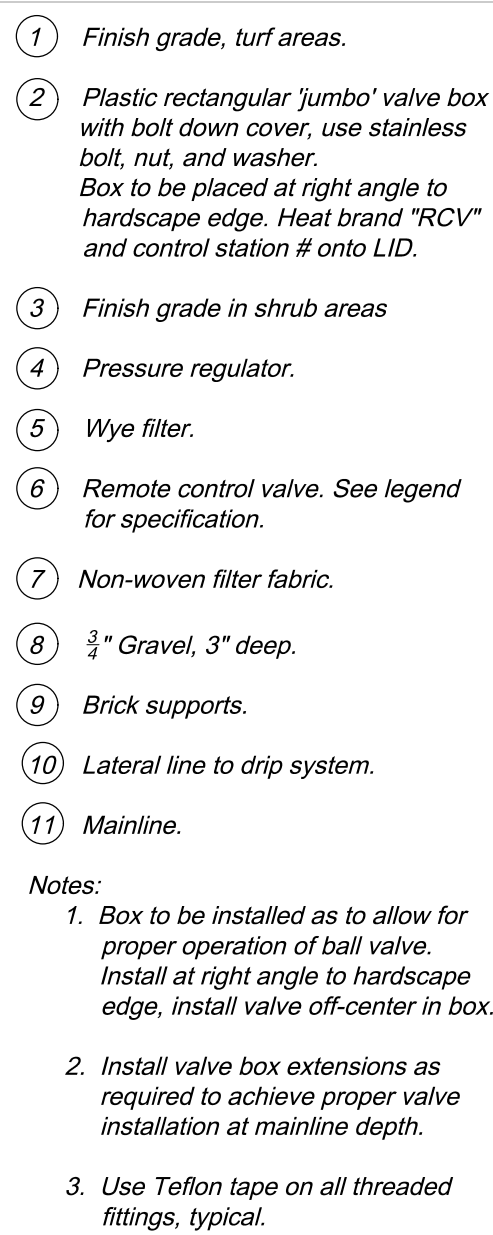 1 Finish grade, turf areas.
2 Plastic rectangular 'jumbo' valve box
with bolt down cover, use stainless
bolt, nut, and washer.
Box to be placed at right angle to
hardscape edge. Heat brand "RCV"
and control station # onto LID.
3 Finish grade in shrub areas
4 Pressure regulator.
5 Wye filter.
6 Remote control valve. See legend
for specification.
7 Non-woven filter fabric.
8 3/4" Gravel, 3" deep.
9 Brick supports.
10 Lateral line to drip system.
11 Mainline.
Notes:
1. Box to be installed as to allow for
proper operation of ball valve.
Install at right angle to hardscape
edge, install valve off-center in box.
2. Install valve box extensions as
required to achieve proper valve
installation at mainline depth.
3. Use Teflon tape on all threaded
fittings, typical.